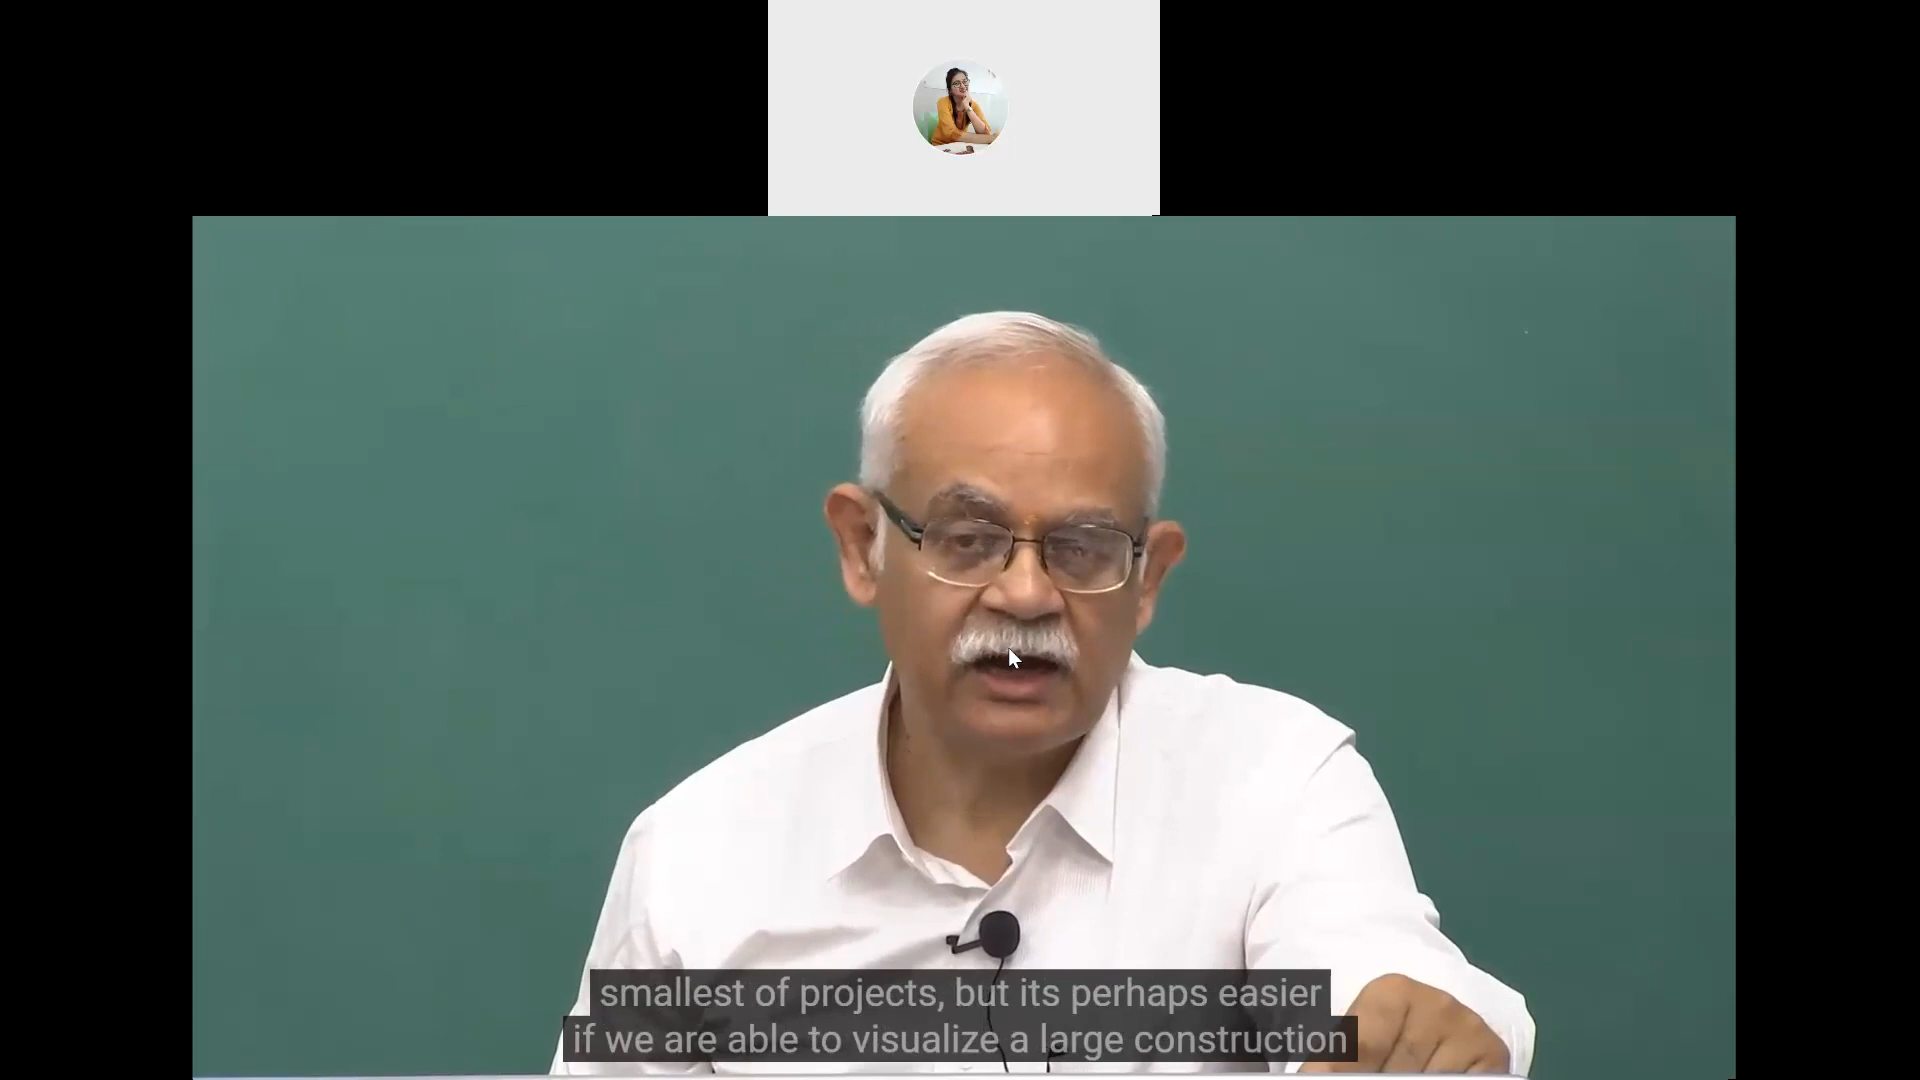 smallest of projects, but its perhaps easier
if we are able to visualize a large construction